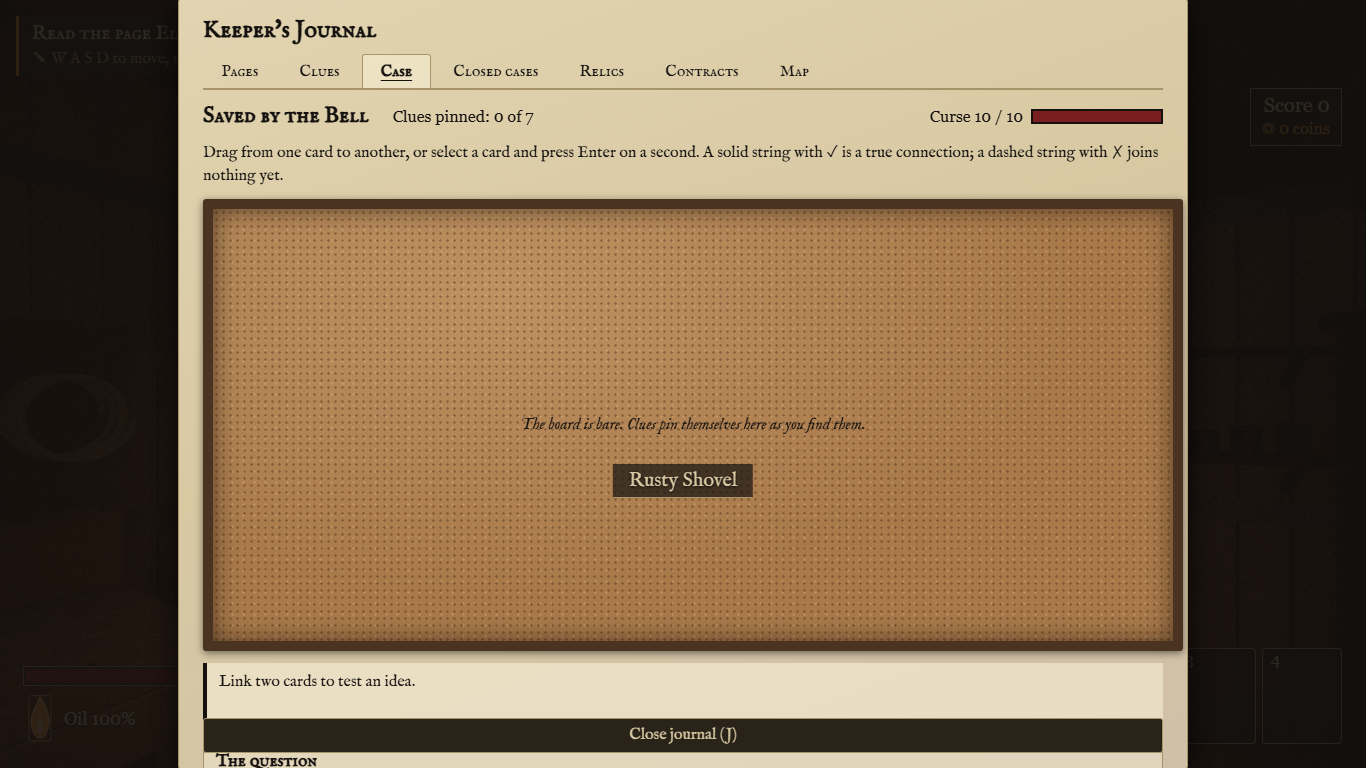 Keeper's Journal
Read the page El
W A S D to move,
Pages Clues Case Closed cases Relics Contracts Map
Saved by the Bell Clues pinned: 0 of 7 Curse 10 / 10
Score 0
0 coins
Drag from one card to another, or select a card and press Enter on a second. A solid string with ✓ is a true connection; a dashed string with ✗ joins
nothing yet.
The board is bare. Clues pin themselves here as you find them.
Rusty Shovel
Link two cards to test an idea.
3 4
Oil 100%
Close journal (J)
The question